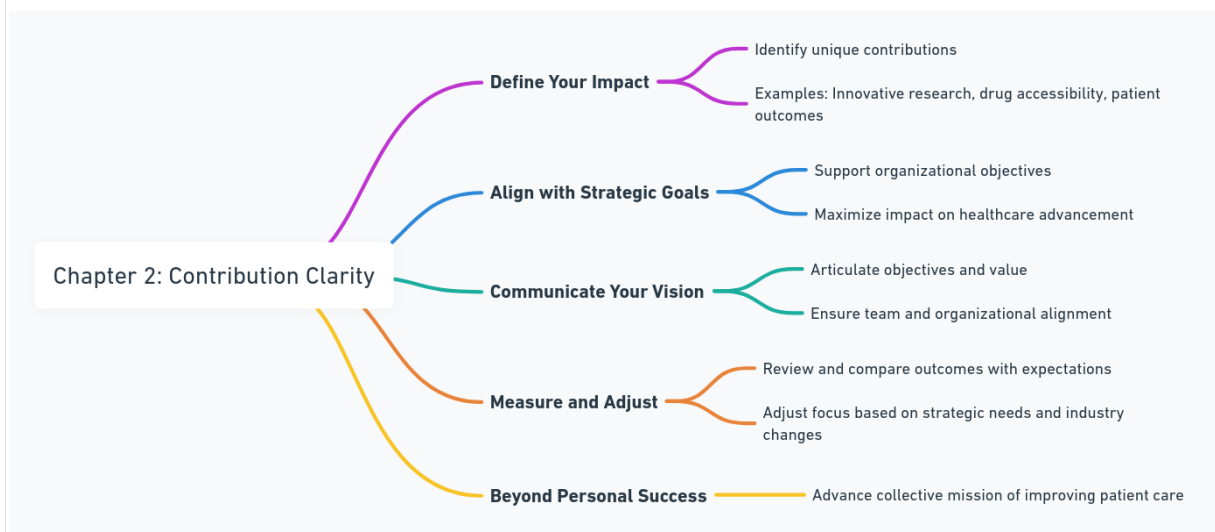 Chapter 2: Contribution Clarity
Define Your Impact
Identify unique contributions
Examples: Innovative research, drug accessibility, patient
outcomes
Align with Strategic Goals
Support organizational objectives
Maximize impact on healthcare advancement
Communicate Your Vision
Articulate objectives and value
Ensure team and organizational alignment
Measure and Adjust
Review and compare outcomes with expectations
Adjust focus based on strategic needs and industry
changes
Beyond Personal Success
Advance collective mission of improving patient care